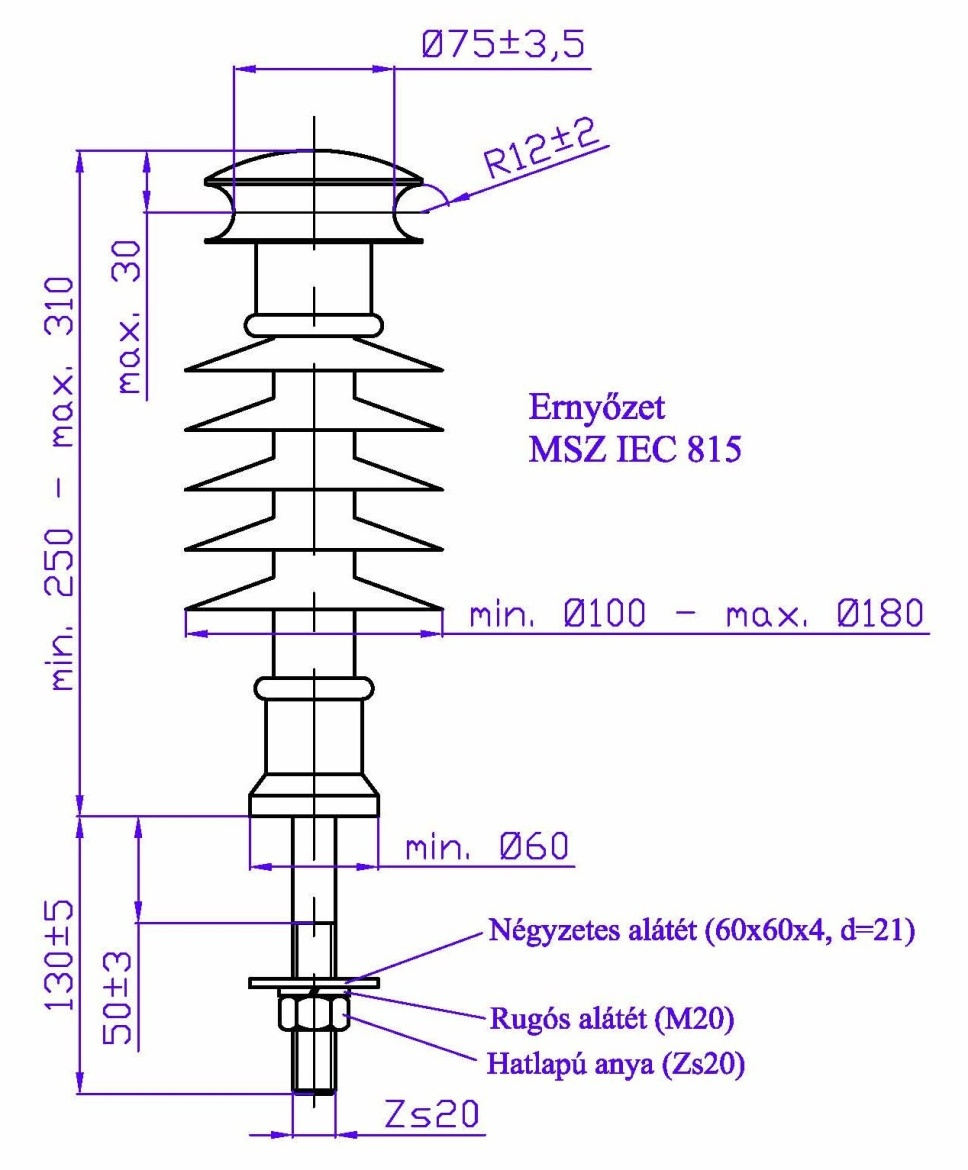 Ø75±3,5
R12±2
max. 30
min. 250 - max. 310
Ernyőzet
MSZ IEC 815
min. Ø100 - max. Ø180
min. Ø60
130±5
50±3
Négyzetes alátét (60x60x4, d=21)
Rugós alátét (M20)
Hatlapú anya (Zs20)
Zs20